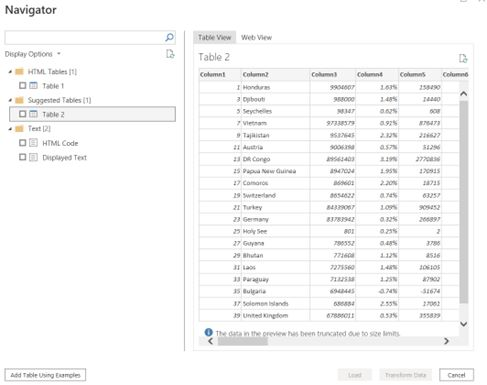 Navigator
Display Options
HTML Tables [1]
Table 1
Suggested Tables [1]
Table 2
Text [2]
HTML Code
Displayed Text
Table View Web View
Table 2
Column1 Column2 Column3 Column4 Column5 Column6
1 Honduras 9904607 1.63% 158490
3 Djibouti 988000 1.48% 14440
5 Seychelles 98347 0.62% 608
7 Vietnam 97338579 0.91% 876473
9 Tajikistan 9537645 2.32% 216627
11 Austria 9006398 0.57% 51296
13 DR Congo 89561403 3.19% 2770836
15 Papua New Guinea 8947024 1.95% 170915
17 Comoros 869601 2.20% 18715
19 Switzerland 8654622 0.74% 63257
21 Turkey 84339067 1.09% 909452
23 Germany 83783942 0.32% 266897
25 Holy See 801 0.25% 2
27 Guyana 786552 0.48% 3786
29 Bhutan 771608 1.12% 8516
31 Laos 7275560 1.48% 106105
33 Paraguay 7132538 1.25% 87902
35 Bulgaria 6948445 -0.74% -51674
37 Solomon Islands 686884 2.55% 17061
39 United Kingdom 67886011 0.53% 355839
The data in the preview has been truncated due to size limits.
Add Table Using Examples Load Transform Data Cancel